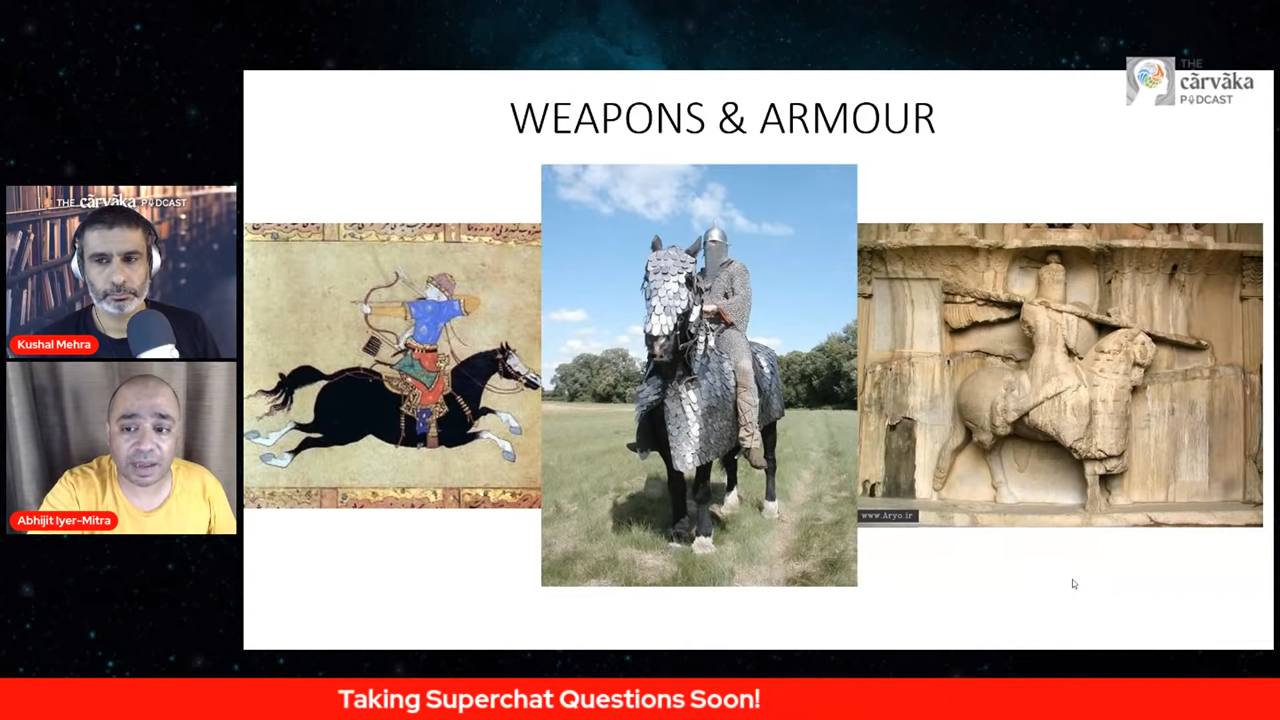 THE
cārvāka
PODCAST
WEAPONS & ARMOUR
THE cārvāka PODCAST
Kushal Mehra
Abhijit Iyer-Mitra
www.Aryo.ir
Taking Superchat Questions Soon!